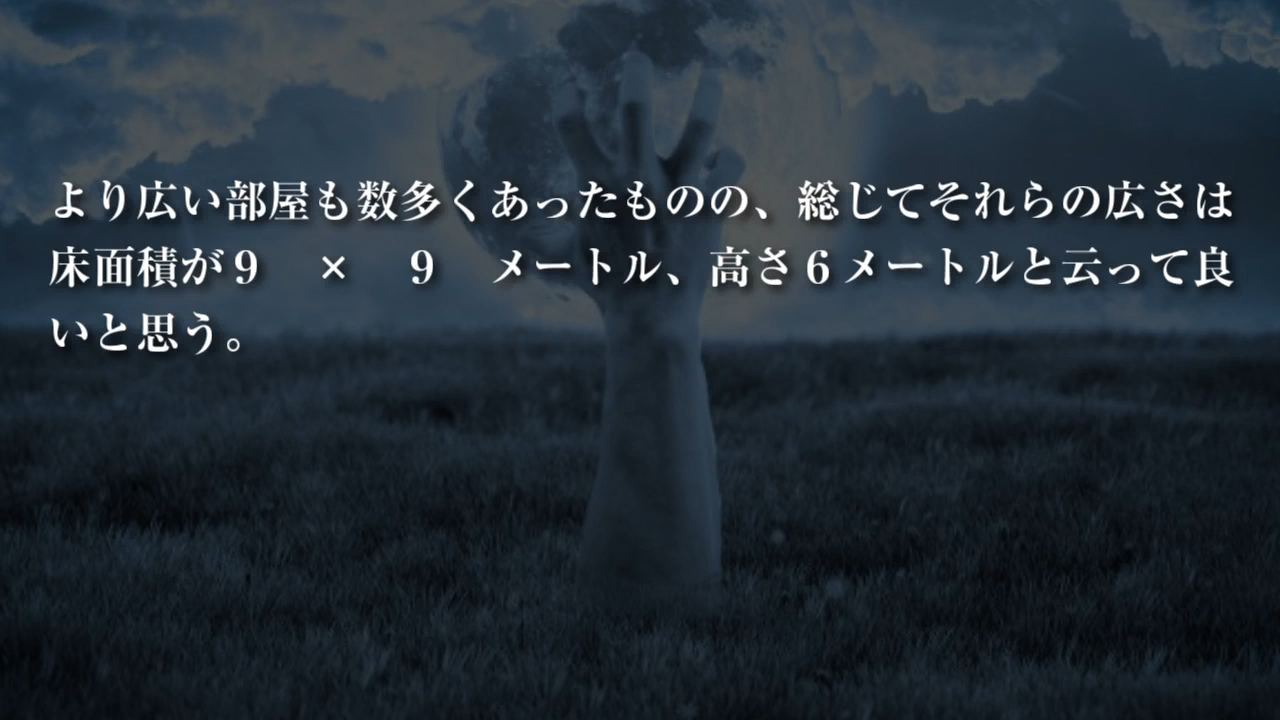 より広い部屋も数多くあったものの、総じてそれらの広さは
床面積が９　×　９　メートル、高さ６メートルと云って良
いと思う。